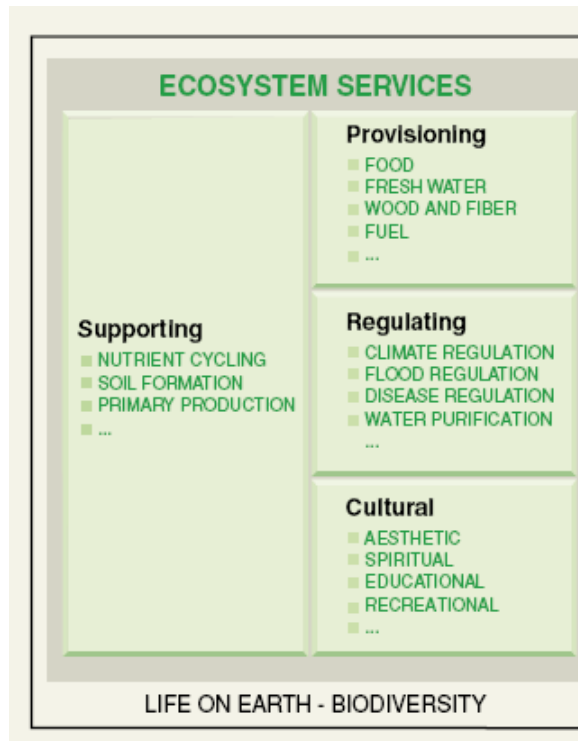 ECOSYSTEM SERVICES
Supporting
NUTRIENT CYCLING
SOIL FORMATION
PRIMARY PRODUCTION
...
Provisioning
FOOD
FRESH WATER
WOOD AND FIBER
FUEL
...
Regulating
CLIMATE REGULATION
FLOOD REGULATION
DISEASE REGULATION
WATER PURIFICATION
...
Cultural
AESTHETIC
SPIRITUAL
EDUCATIONAL
RECREATIONAL
...
LIFE ON EARTH - BIODIVERSITY